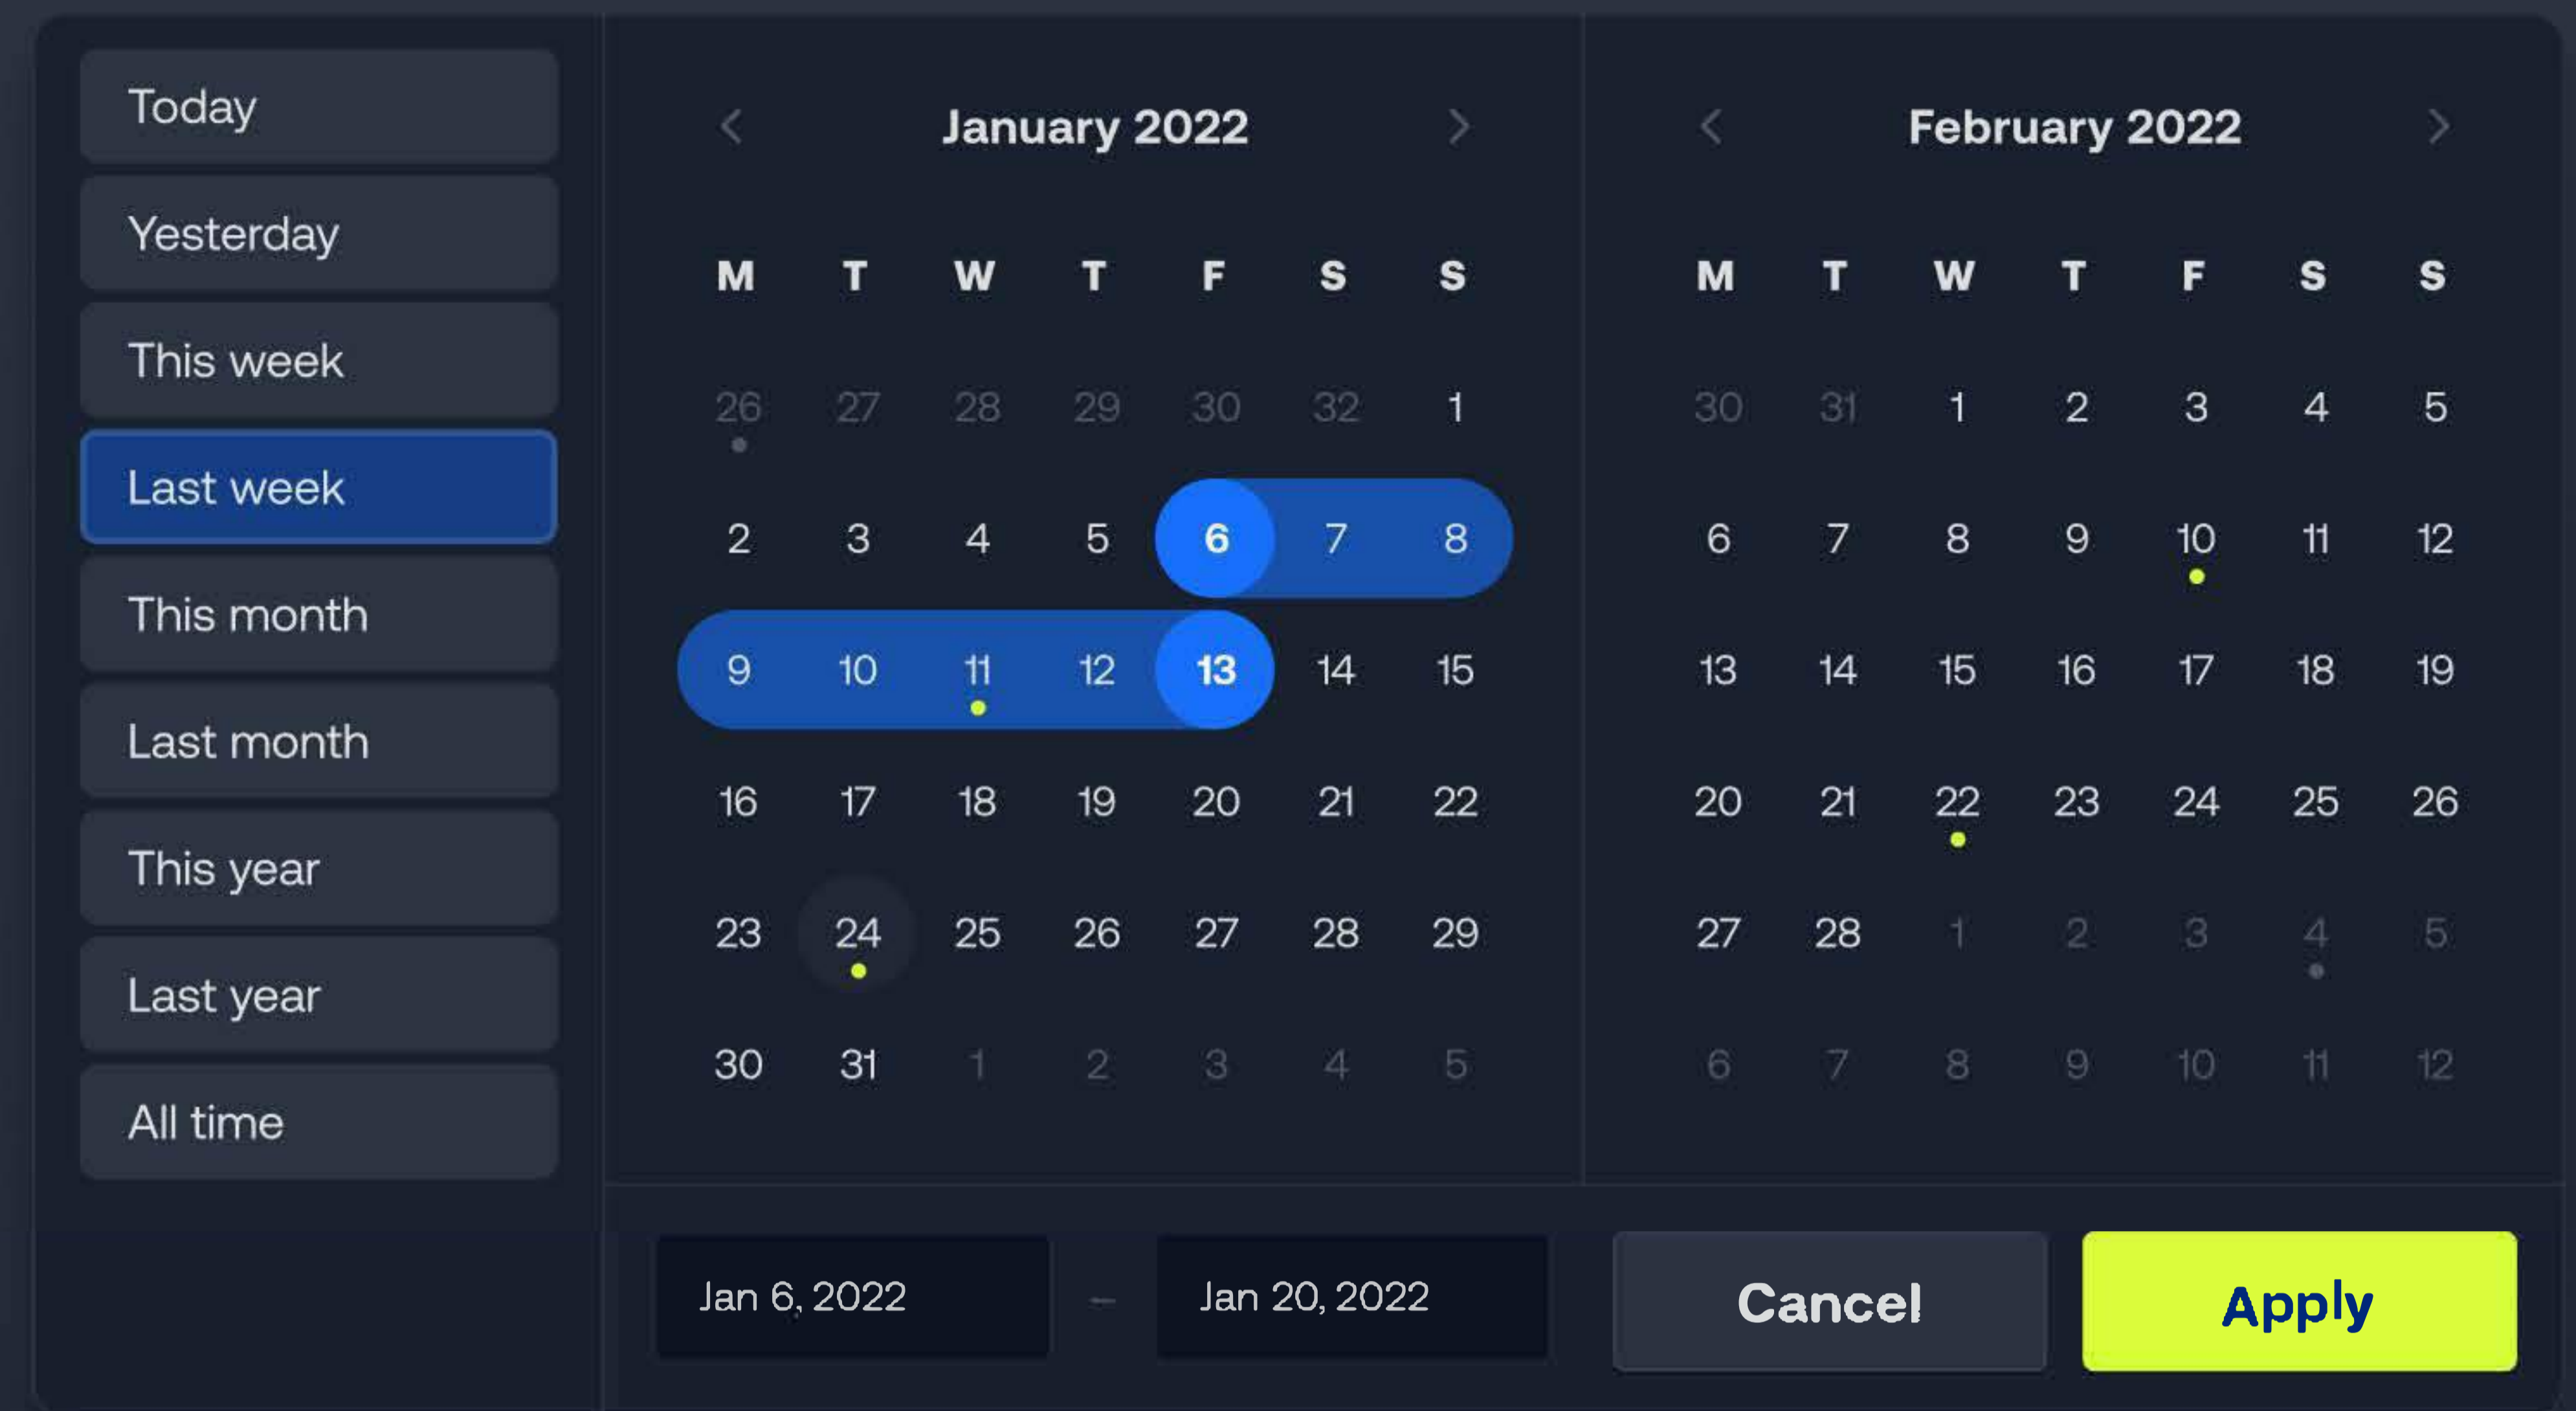 Today
Yesterday
This week
Last week
This month
Last month
This year
Last year
All time
January 2022
M T W T F S S
26 27 28 29 30 32 1
2 3 4 5 6 7 8
9 10 11 12 13 14 15
16 17 18 19 20 21 22
23 24 25 26 27 28 29
30 31 1 2 3 4 5
February 2022
M T W T F S S
30 31 1 2 3 4 5
6 7 8 9 10 11 12
13 14 15 16 17 18 19
20 21 22 23 24 25 26
27 28 1 2 3 4 5
6 7 8 9 10 11 12
Jan 6, 2022 – Jan 20, 2022
Cancel
Apply